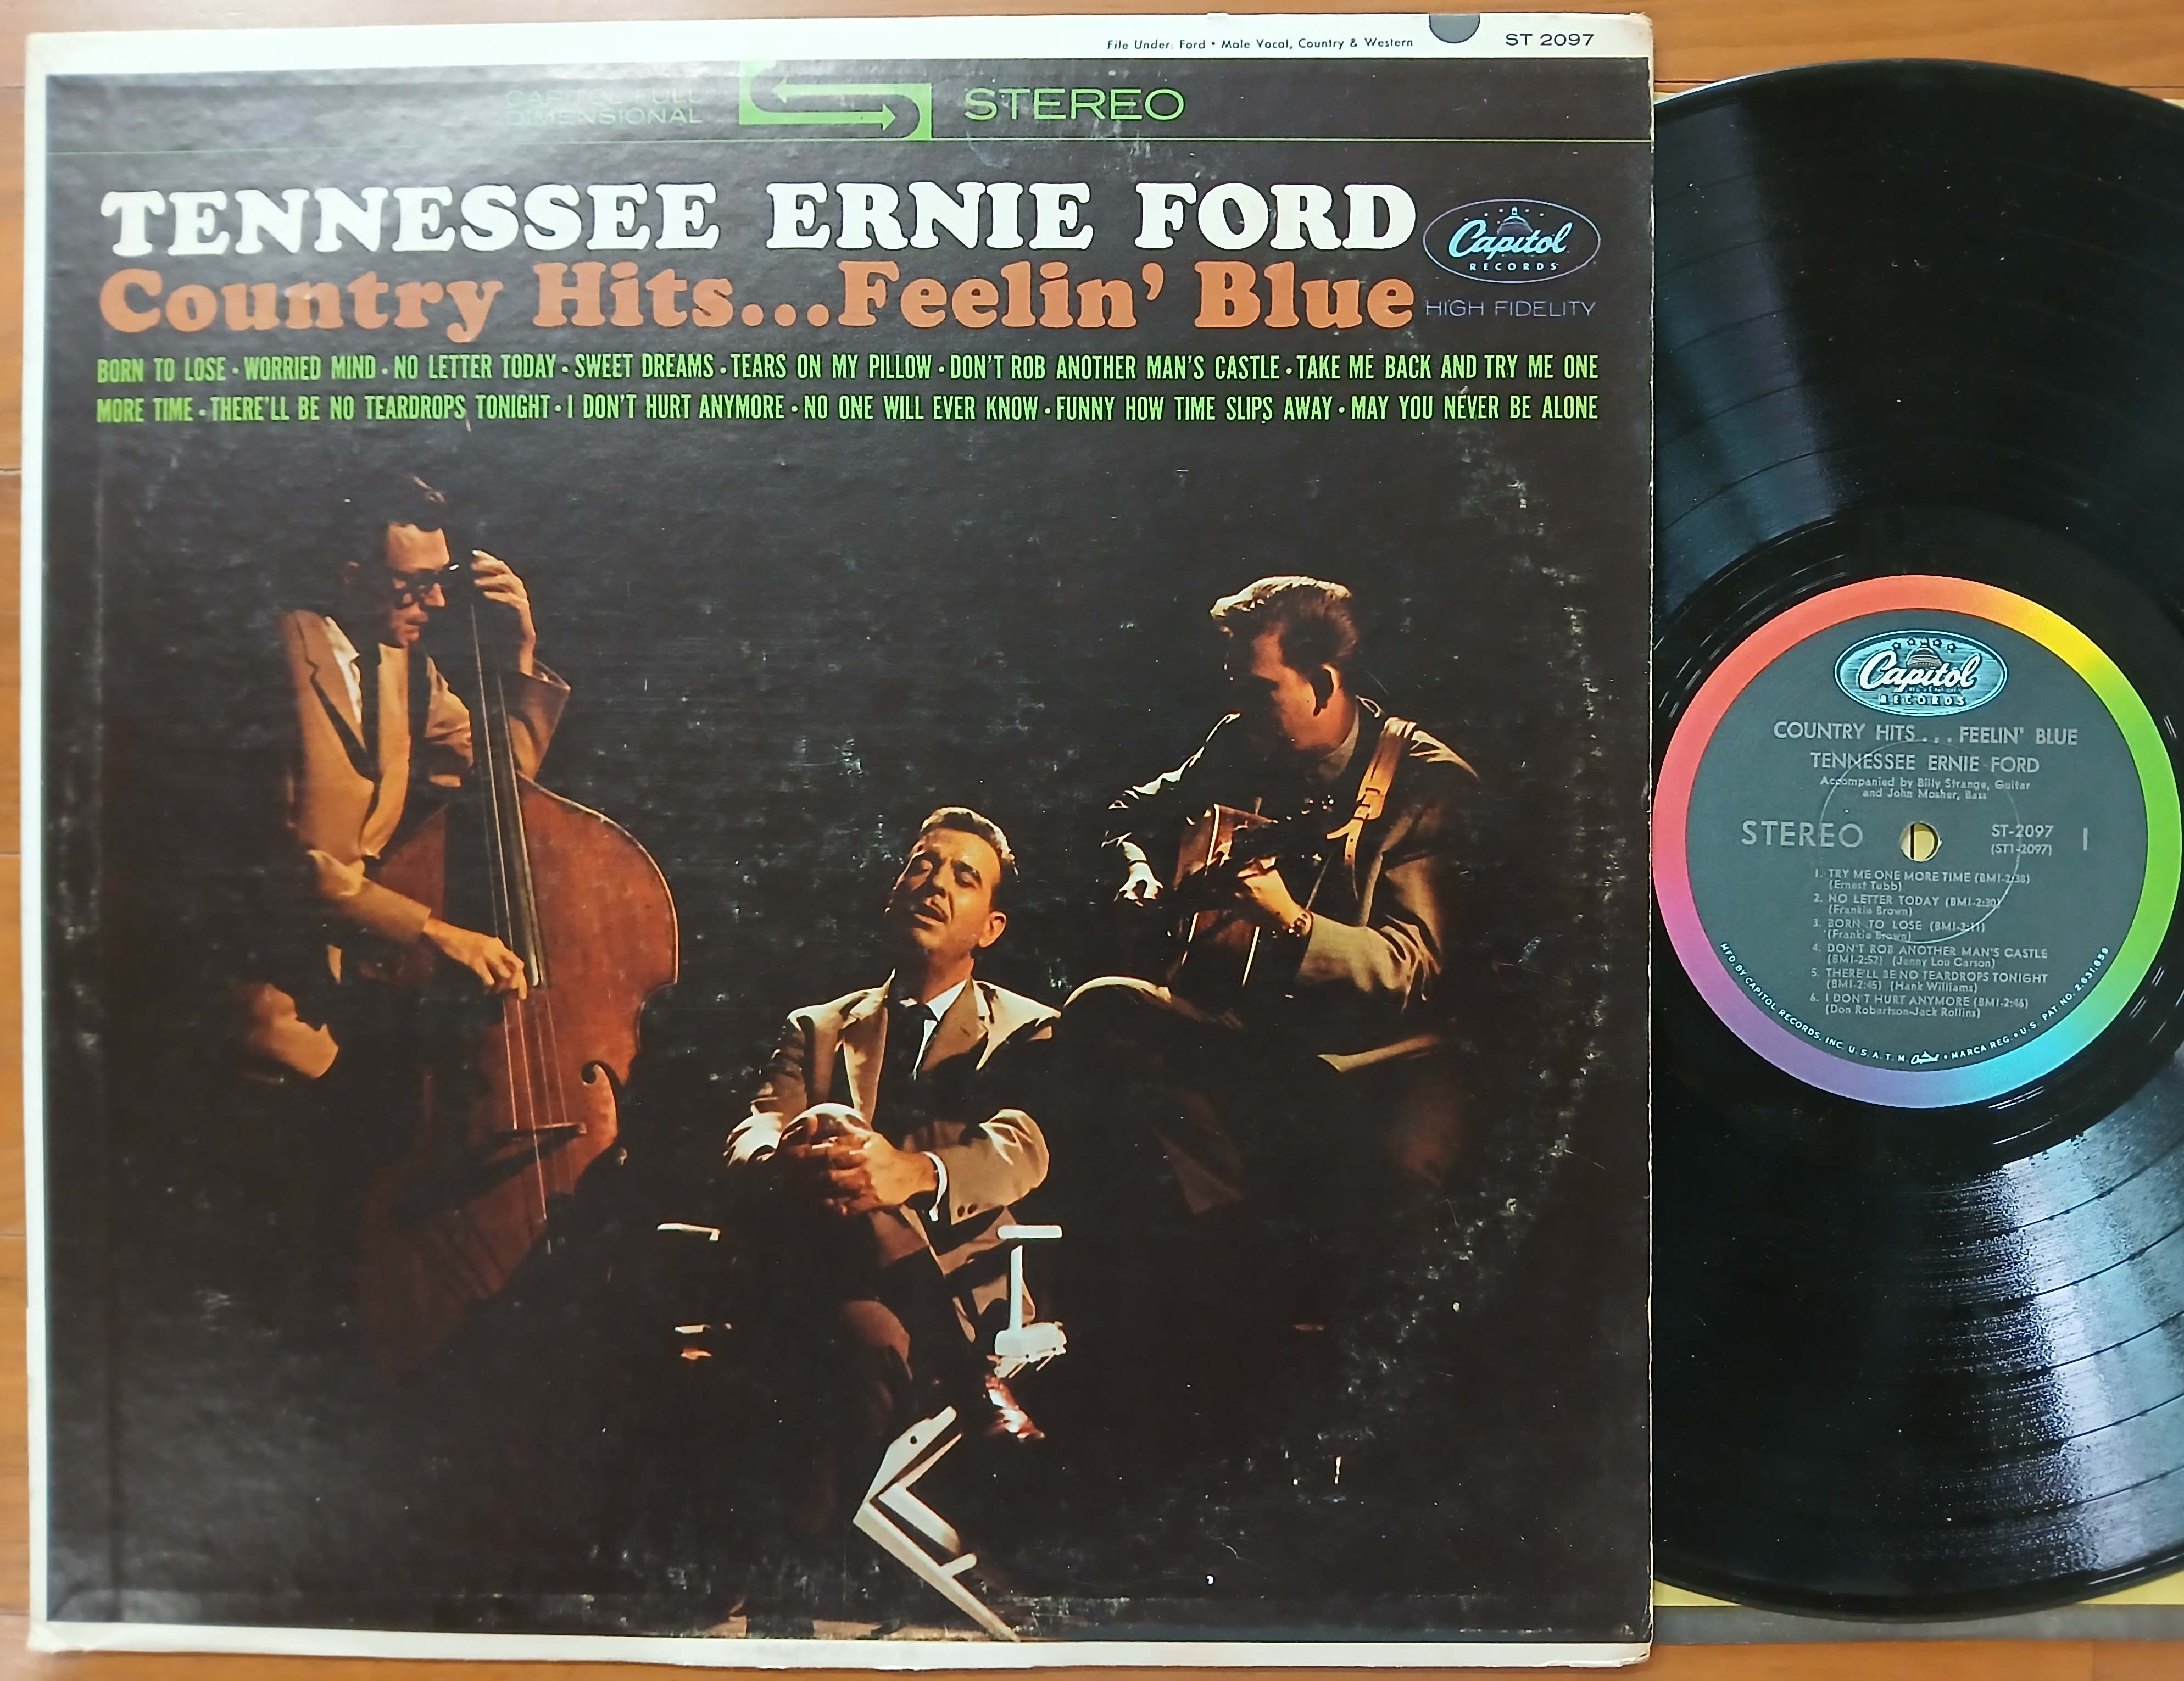 File Under: Ford • Male Vocal, Country & Western
ST 2097
CAPITOL FULL
DIMENSIONAL
STEREO
TENNESSEE ERNIE FORD
Country Hits...Feelin' Blue
Capitol
RECORDS
HIGH FIDELITY
BORN TO LOSE • WORRIED MIND • NO LETTER TODAY • SWEET DREAMS • TEARS ON MY PILLOW • DON'T ROB ANOTHER MAN'S CASTLE • TAKE ME BACK AND TRY ME ONE
MORE TIME • THERE'LL BE NO TEARDROPS TONIGHT • I DON'T HURT ANYMORE • NO ONE WILL EVER KNOW • FUNNY HOW TIME SLIPS AWAY • MAY YOU NEVER BE ALONE
Capitol
RECORDS
COUNTRY HITS... FEELIN' BLUE
TENNESSEE ERNIE FORD
Accompanied by Billy Strange, Guitar
and John Mosher, Bass
STEREO
ST-2097
(ST1-2097)
1
1. TRY ME ONE MORE TIME (BMI-2:38)
(Ernest Tubb)
2. NO LETTER TODAY (BMI-2:30)
(Frankie Brown)
3. BORN TO LOSE (BMI-3:11)
(Frankie Brown)
4. DON'T ROB ANOTHER MAN'S CASTLE
(BMI-2:57) (Jenny Lou Carson)
5. THERE'LL BE NO TEARDROPS TONIGHT
(BMI-2:45) (Hank Williams)
6. I DON'T HURT ANYMORE (BMI-2:46)
(Don Robertson-Jack Rollins)
MFD. BY CAPITOL RECORDS, INC. U. S. A. T. M. Capitol • MARCA REG. • U. S. PAT. NO. 2,631,859